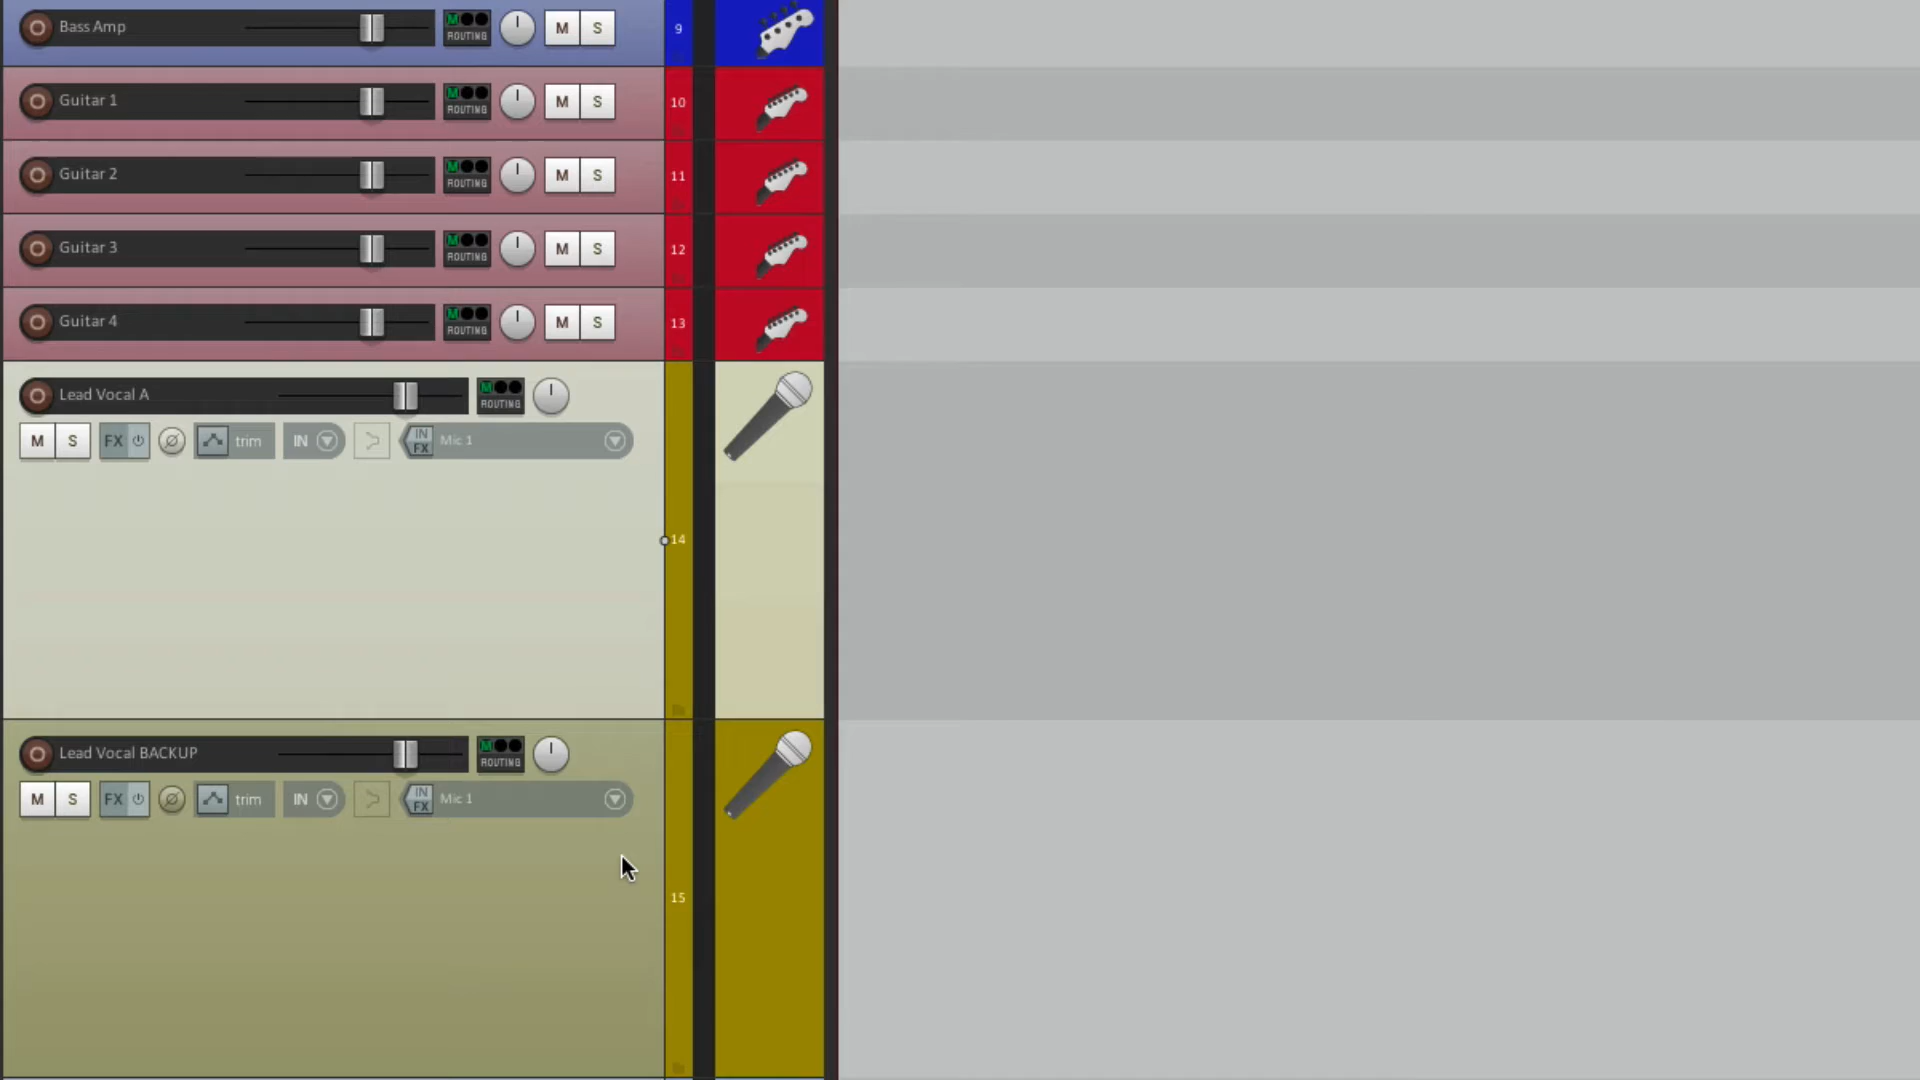 Bass Amp M ROUTING M S 9
Guitar 1 M ROUTING M S 10
Guitar 2 M ROUTING M S 11
Guitar 3 M ROUTING M S 12
Guitar 4 M ROUTING M S 13
Lead Vocal A M ROUTING
M S FX trim IN IN FX Mic 1
14
Lead Vocal BACKUP M ROUTING
M S FX trim IN IN FX Mic 1
15